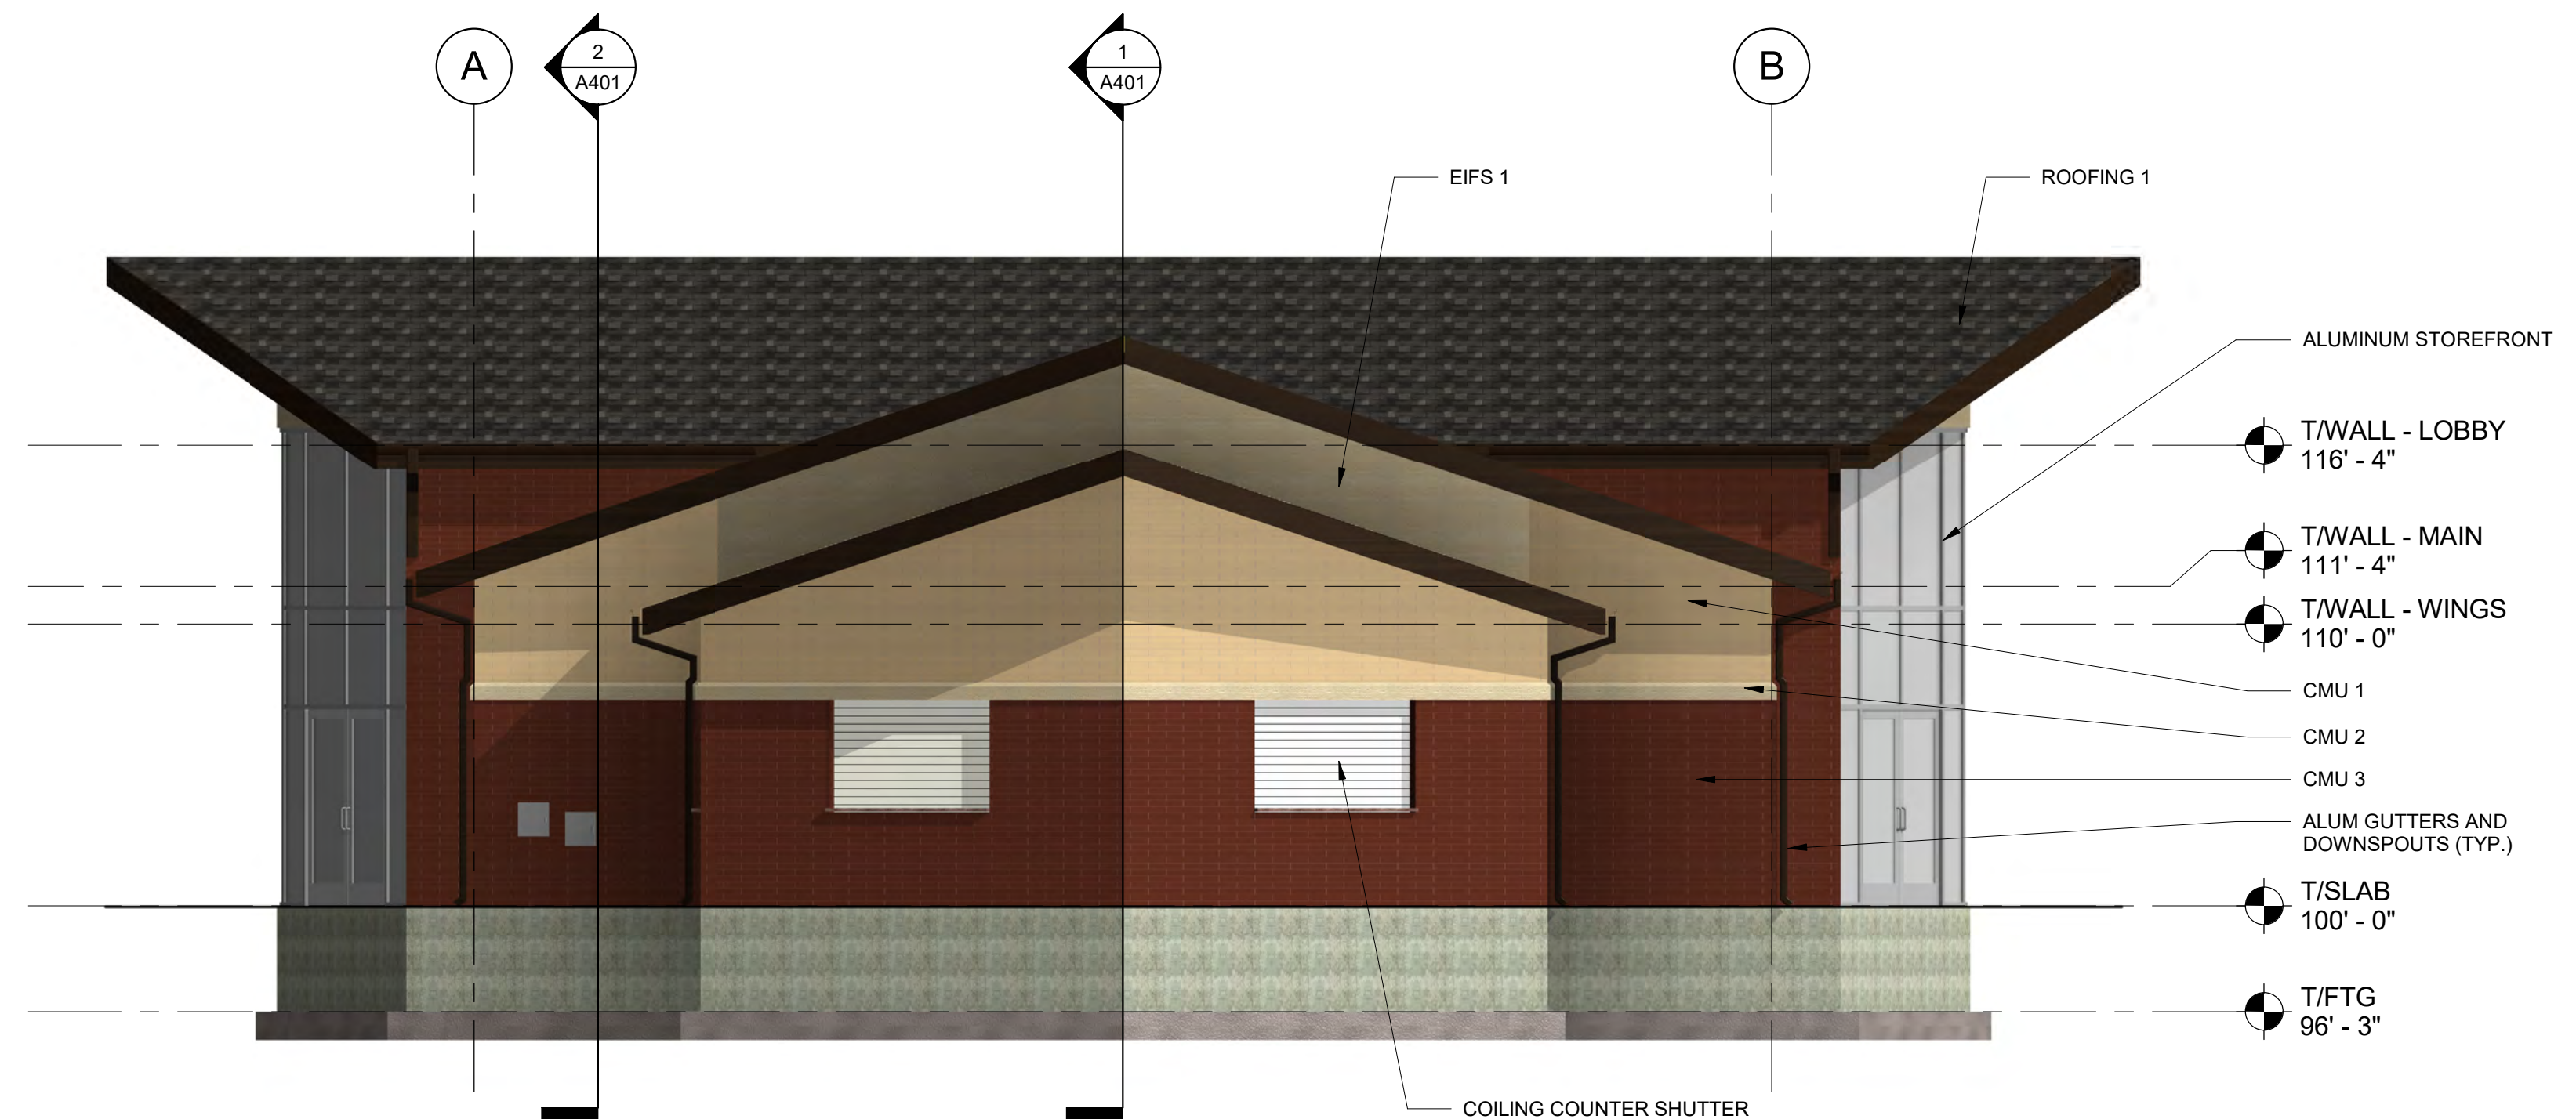 A
2
A401
1
A401
B
EIFS 1
ROOFING 1
ALUMINUM STOREFRONT
T/WALL - LOBBY
116' - 4"
T/WALL - MAIN
111' - 4"
T/WALL - WINGS
110' - 0"
CMU 1
CMU 2
CMU 3
ALUM GUTTERS AND
DOWNSPOUTS (TYP.)
T/SLAB
100' - 0"
T/FTG
96' - 3"
COILING COUNTER SHUTTER